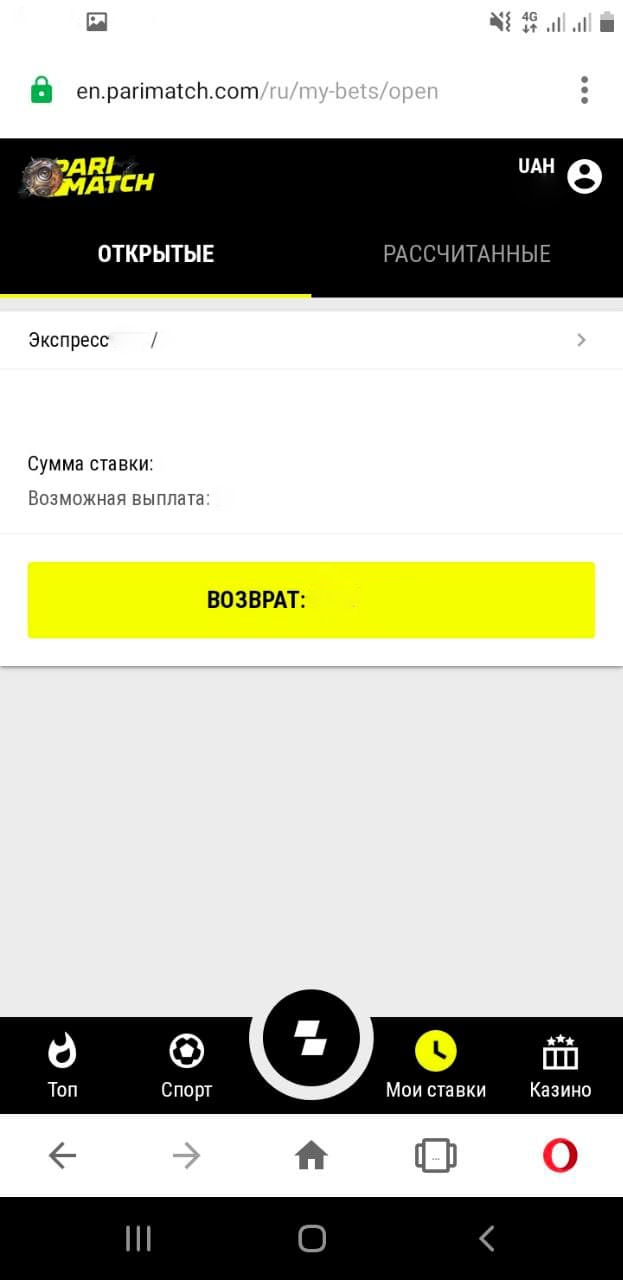 4G
en.parimatch.com/ru/my-bets/open
PARI
MATCH
UAH
ОТКРЫТЫЕ
РАССЧИТАННЫЕ
Экспресс /
Сумма ставки:
Возможная выплата:
ВОЗВРАТ:
Топ
Спорт
Мои ставки
Казино
...